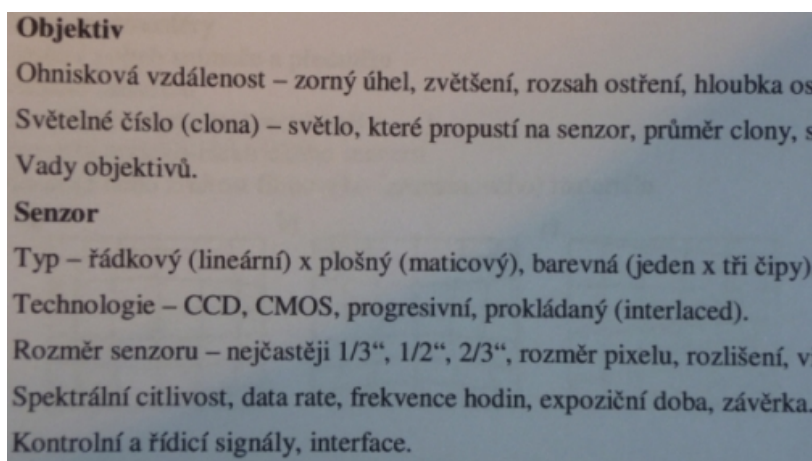 Objektiv
Ohnisková vzdálenost – zorný úhel, zvětšení, rozsah ostření, hloubka os
Světelné číslo (clona) – světlo, které propustí na senzor, průměr clony, s
Vady objektivů.
Senzor
Typ – řádkový (lineární) x plošný (maticový), barevná (jeden x tři čipy)
Technologie – CCD, CMOS, progresivní, prokládaný (interlaced).
Rozměr senzoru – nejčastěji 1/3“, 1/2“, 2/3“, rozměr pixelu, rozlišení, v
Spektrální citlivost, data rate, frekvence hodin, expoziční doba, závěrka.
Kontrolní a řídicí signály, interface.